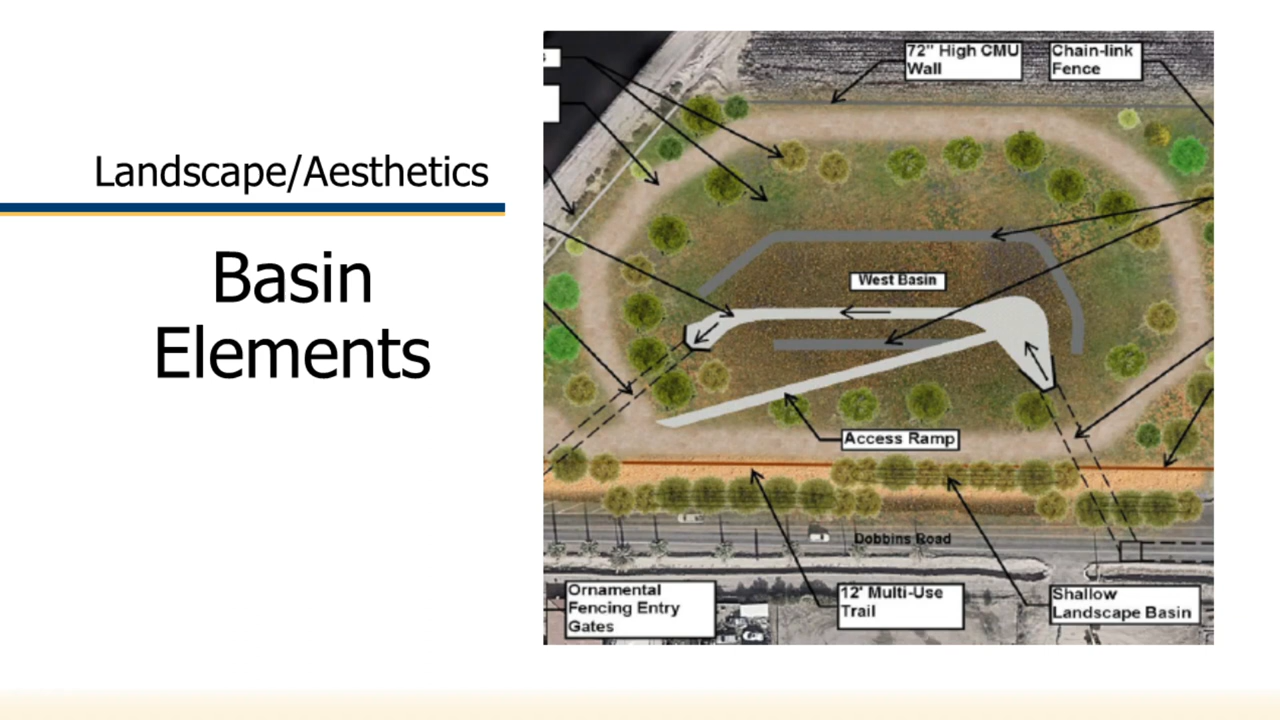 Landscape/Aesthetics
Basin
Elements
72" High CMU
Wall
Chain-link
Fence
West Basin
Access Ramp
Dobbins Road
Ornamental
Fencing Entry
Gates
12' Multi-Use
Trail
Shallow
Landscape Basin